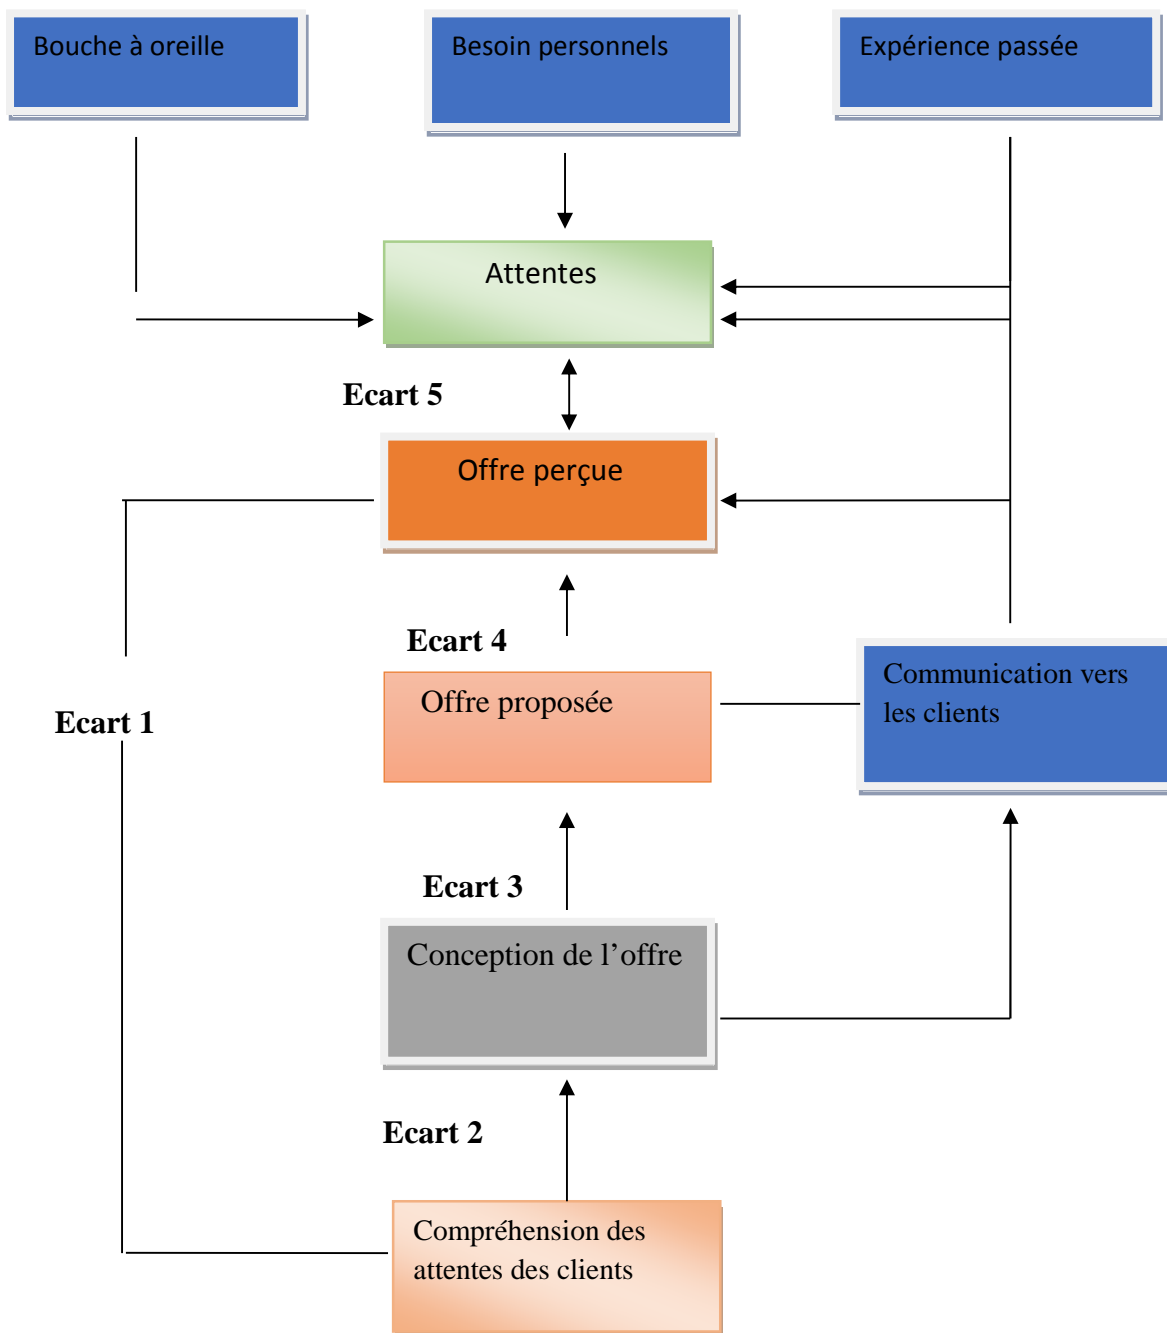 Bouche à oreille
Besoin personnels
Expérience passée
Attentes
Ecart 5
Offre perçue
Ecart 4
Offre proposée
Communication vers
les clients
Ecart 1
Ecart 3
Conception de l’offre
Ecart 2
Compréhension des
attentes des clients